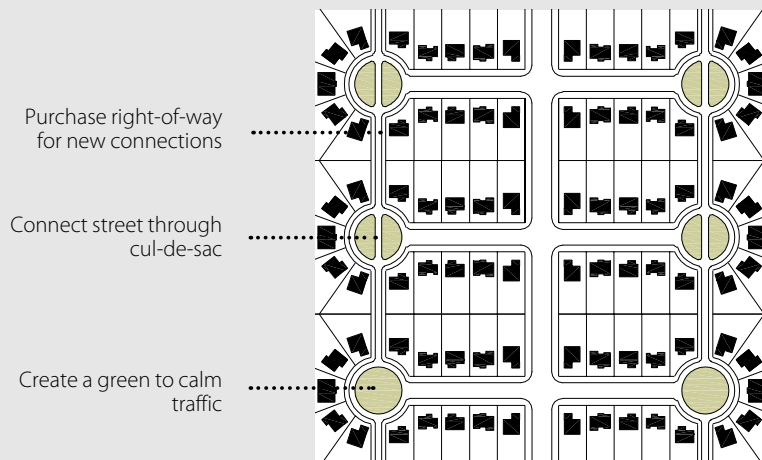 Purchase right-of-way
for new connections
Connect street through
cul-de-sac
Create a green to calm
traffic